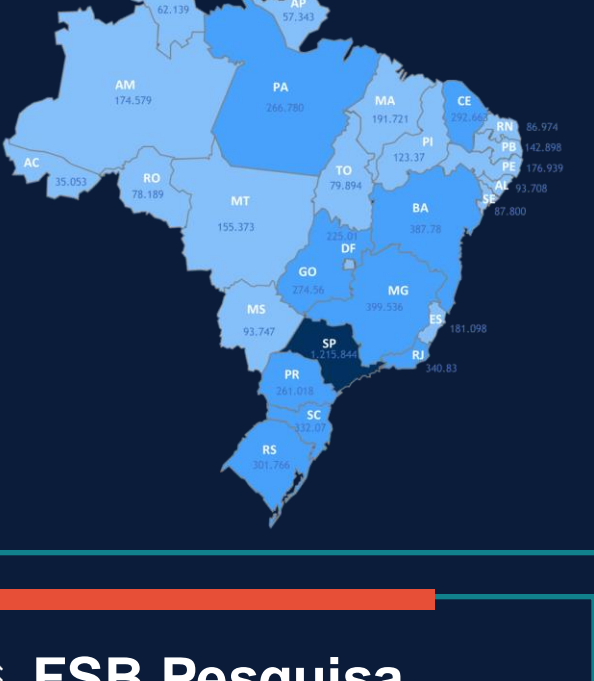 AP
62.139
57.343
AM
174.579
PA
266.780
MA
191.721
CE
292.663
RN 86.974
PI
123.37
PB 142.898
PE 176.939
AL 93.708
SE
87.800
AC
35.053
RO
78.189
TO
79.894
MT
155.373
BA
387.78
225.01
DF
GO
274.56
MG
399.536
MS
93.747
ES
181.098
SP
1.215.844
RJ
340.83
PR
261.018
SC
332.07
RS
301.766
FSB Pesquisa